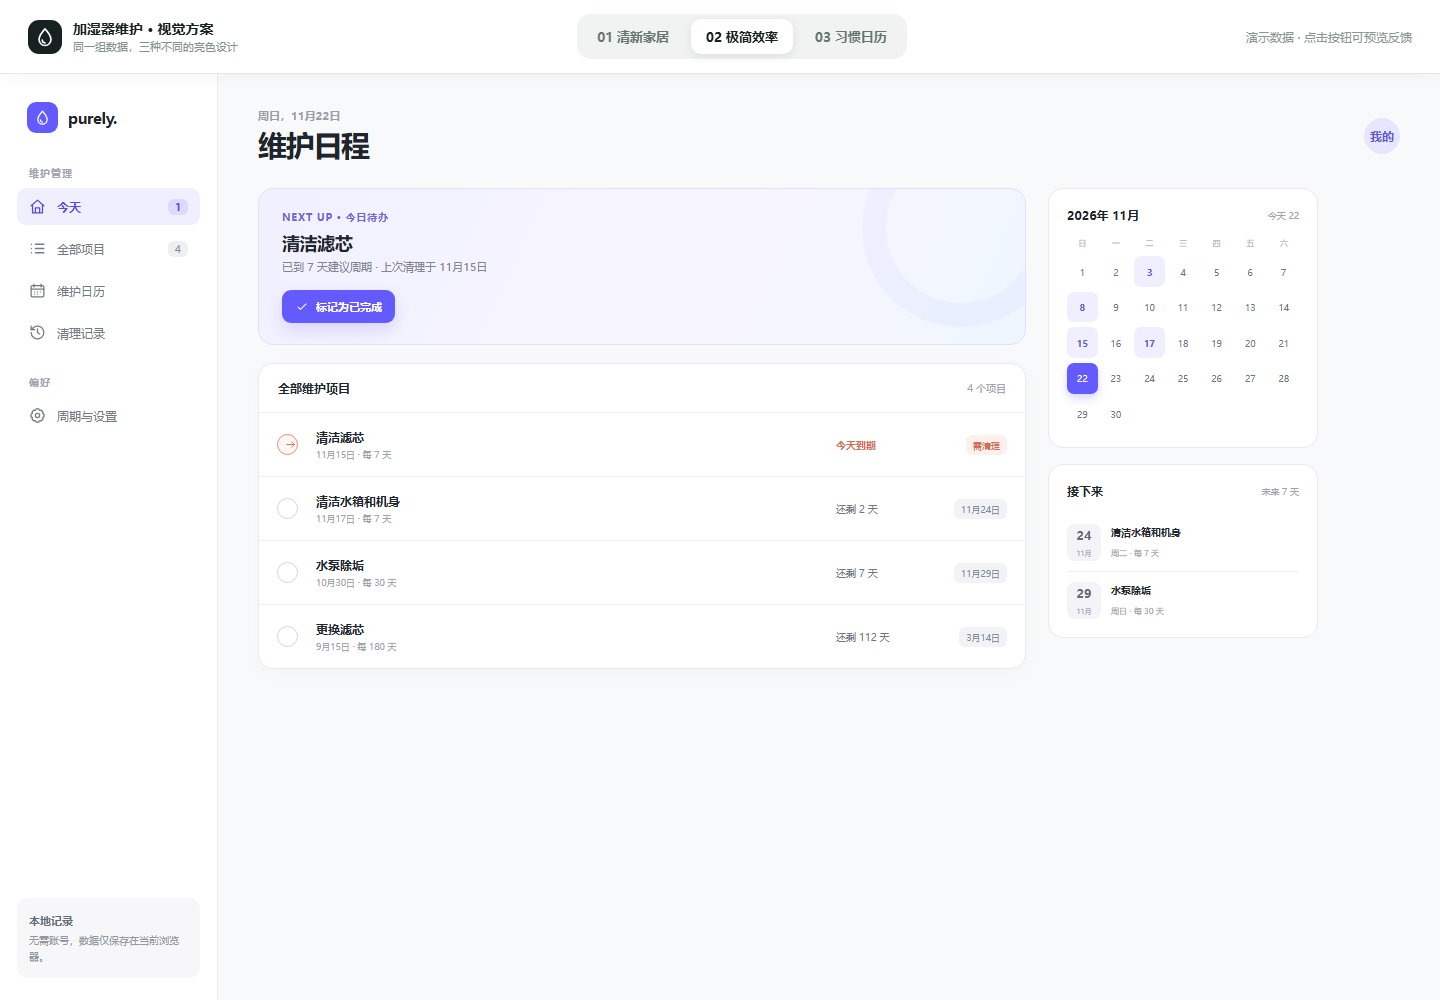 加湿器维护 • 视觉方案
同一组数据，三种不同的亮色设计
01 清新家居
02 极简效率
03 习惯日历
演示数据 · 点击按钮可预览反馈
purely.
维护管理
今天
1
全部项目
4
维护日历
清理记录
偏好
周期与设置
本地记录
无需账号，数据仅保存在当前浏览
器。
周日，11月22日
维护日程
我的
NEXT UP • 今日待办
清洁滤芯
已到 7 天建议周期 · 上次清理于 11月15日
标记为已完成
全部维护项目
4 个项目
清洁滤芯
11月15日 · 每 7 天
今天到期
需清理
清洁水箱和机身
11月17日 · 每 7 天
还剩 2 天
11月24日
水泵除垢
10月30日 · 每 30 天
还剩 7 天
11月29日
更换滤芯
9月15日 · 每 180 天
还剩 112 天
3月14日
2026年 11月
今天 22
日 一 二 三 四 五 六
1 2 3 4 5 6 7
8 9 10 11 12 13 14
15 16 17 18 19 20 21
22 23 24 25 26 27 28
29 30
接下来
未来 7 天
24
11月
清洁水箱和机身
周二 · 每 7 天
29
11月
水泵除垢
周日 · 每 30 天